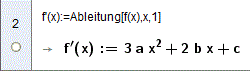 2
f'(x):=Ableitung[f(x),x,1]
→ f′(x) := 3 a x² + 2 b x + c